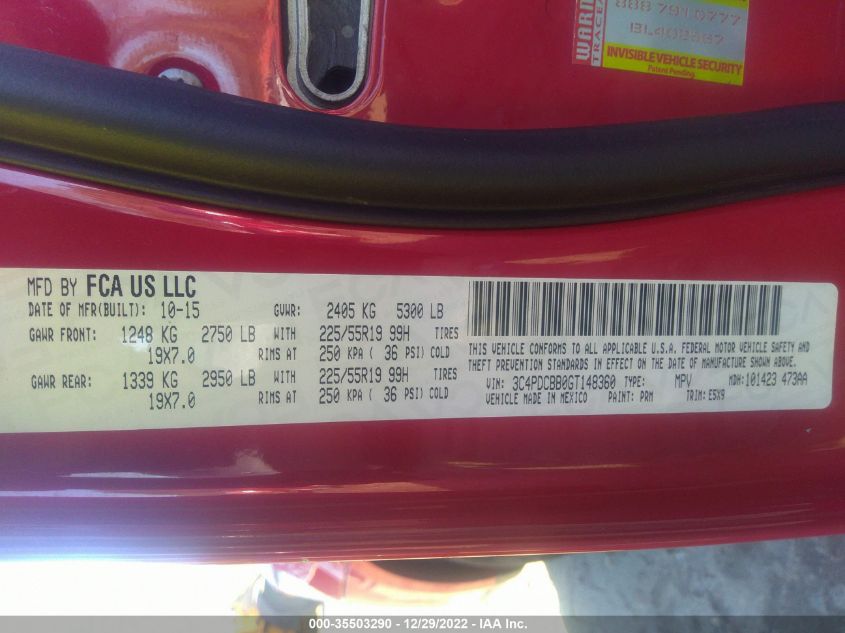 888 7910777
WARN
TRACEA
INVISIBLE VEHICLE SECURITY
Patent Pending
MFD BY FCA US LLC
DATE OF MFR(BUILT): 10-15 GVWR: 2405 KG 5300 LB
GAWR FRONT: 1248 KG 2750 LB WITH 225/55R19 99H TIRES
19X7.0 RIMS AT 250 KPA ( 36 PSI) COLD
GAWR REAR: 1339 KG 2950 LB WITH 225/55R19 99H TIRES
19X7.0 RIMS AT 250 KPA ( 36 PSI) COLD
THIS VEHICLE CONFORMS TO ALL APPLICABLE U.S.A. FEDERAL MOTOR VEHICLE SAFETY AND
THEFT PREVENTION STANDARDS IN EFFECT ON THE DATE OF MANUFACTURE SHOWN ABOVE.
VIN: 3C4PDCBB0GT148360 TYPE: MPV MDH: 101423 473AA
VEHICLE MADE IN MEXICO PAINT: PRM TRIM: E5X9
000-35503290 - 12/29/2022 - IAA Inc.